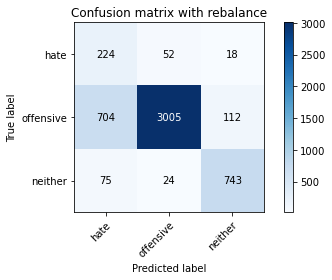 Confusion matrix with rebalance
True label
hate
offensive
neither
224 52 18
704 3005 112
75 24 743
hate offensive neither
Predicted label
3000
2500
2000
1500
1000
500